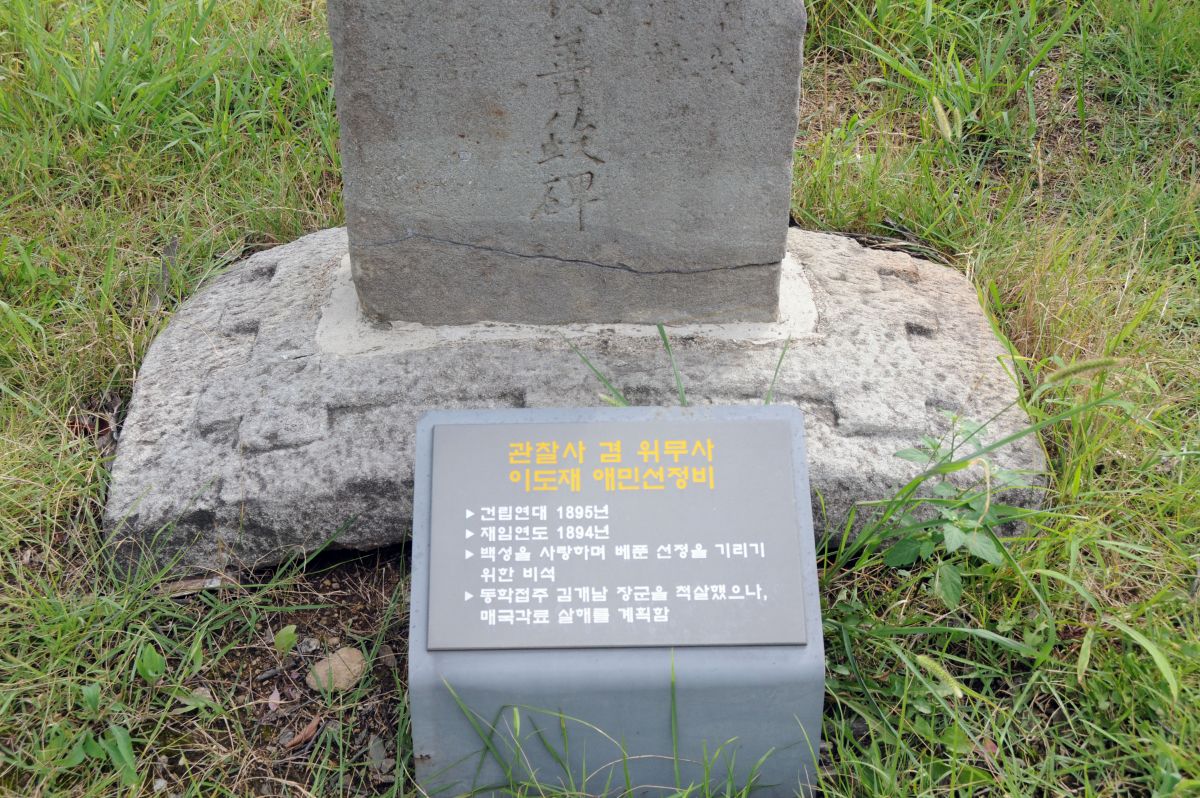 善政碑
관찰사 겸 위무사
이도재 애민선정비
▶건립연대 1895년
▶재임연도 1894년
▶백성을 사랑하며 베푼 선정을 기리기
위한 비석
▶동학접주 김개남 장군을 척살했으나,
매국각료 살해를 계획함